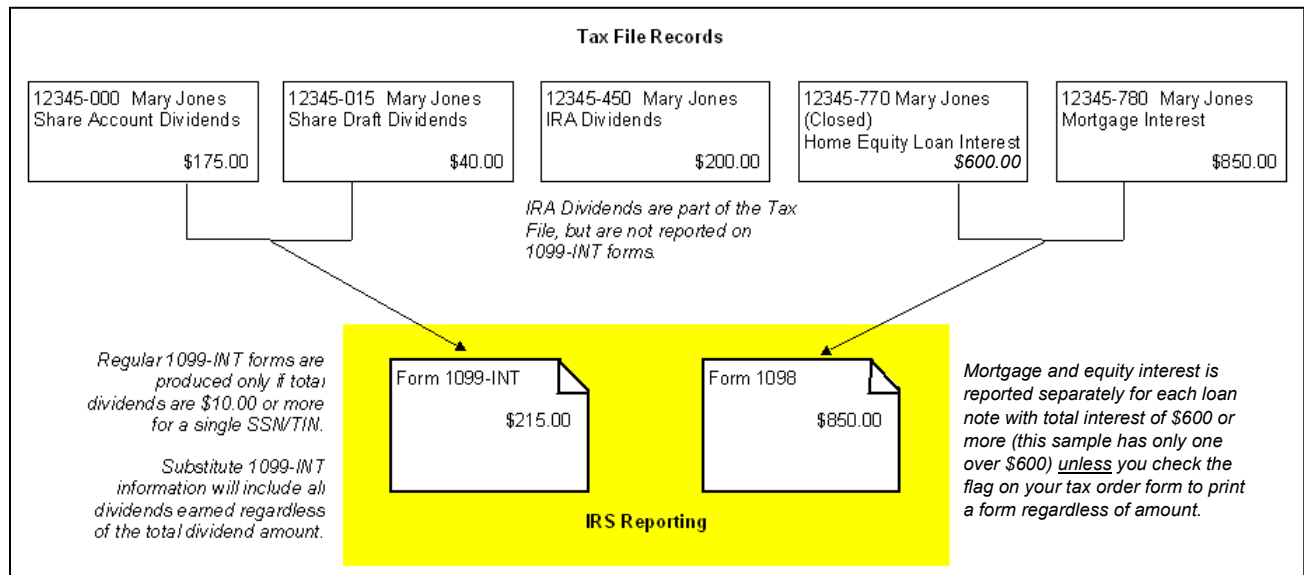 Tax File Records
12345-000 Mary Jones
Share Account Dividends
$175.00
12345-015 Mary Jones
Share Draft Dividends
$40.00
12345-450 Mary Jones
IRA Dividends
$200.00
12345-770 Mary Jones
(Closed)
Home Equity Loan Interest
$600.00
12345-780 Mary Jones
Mortgage Interest
$850.00
IRA Dividends are part of the Tax
File, but are not reported on
1099-INT forms.
Regular 1099-INT forms are
produced only if total
dividends are $10.00 or more
for a single SSN/TIN.
Substitute 1099-INT
information will include all
dividends earned regardless
of the total dividend amount.
Form 1099-INT
$215.00
Form 1098
$850.00
IRS Reporting
Mortgage and equity interest is
reported separately for each loan
note with total interest of $600 or
more (this sample has only one
over $600) unless you check the
flag on your tax order form to print
a form regardless of amount.